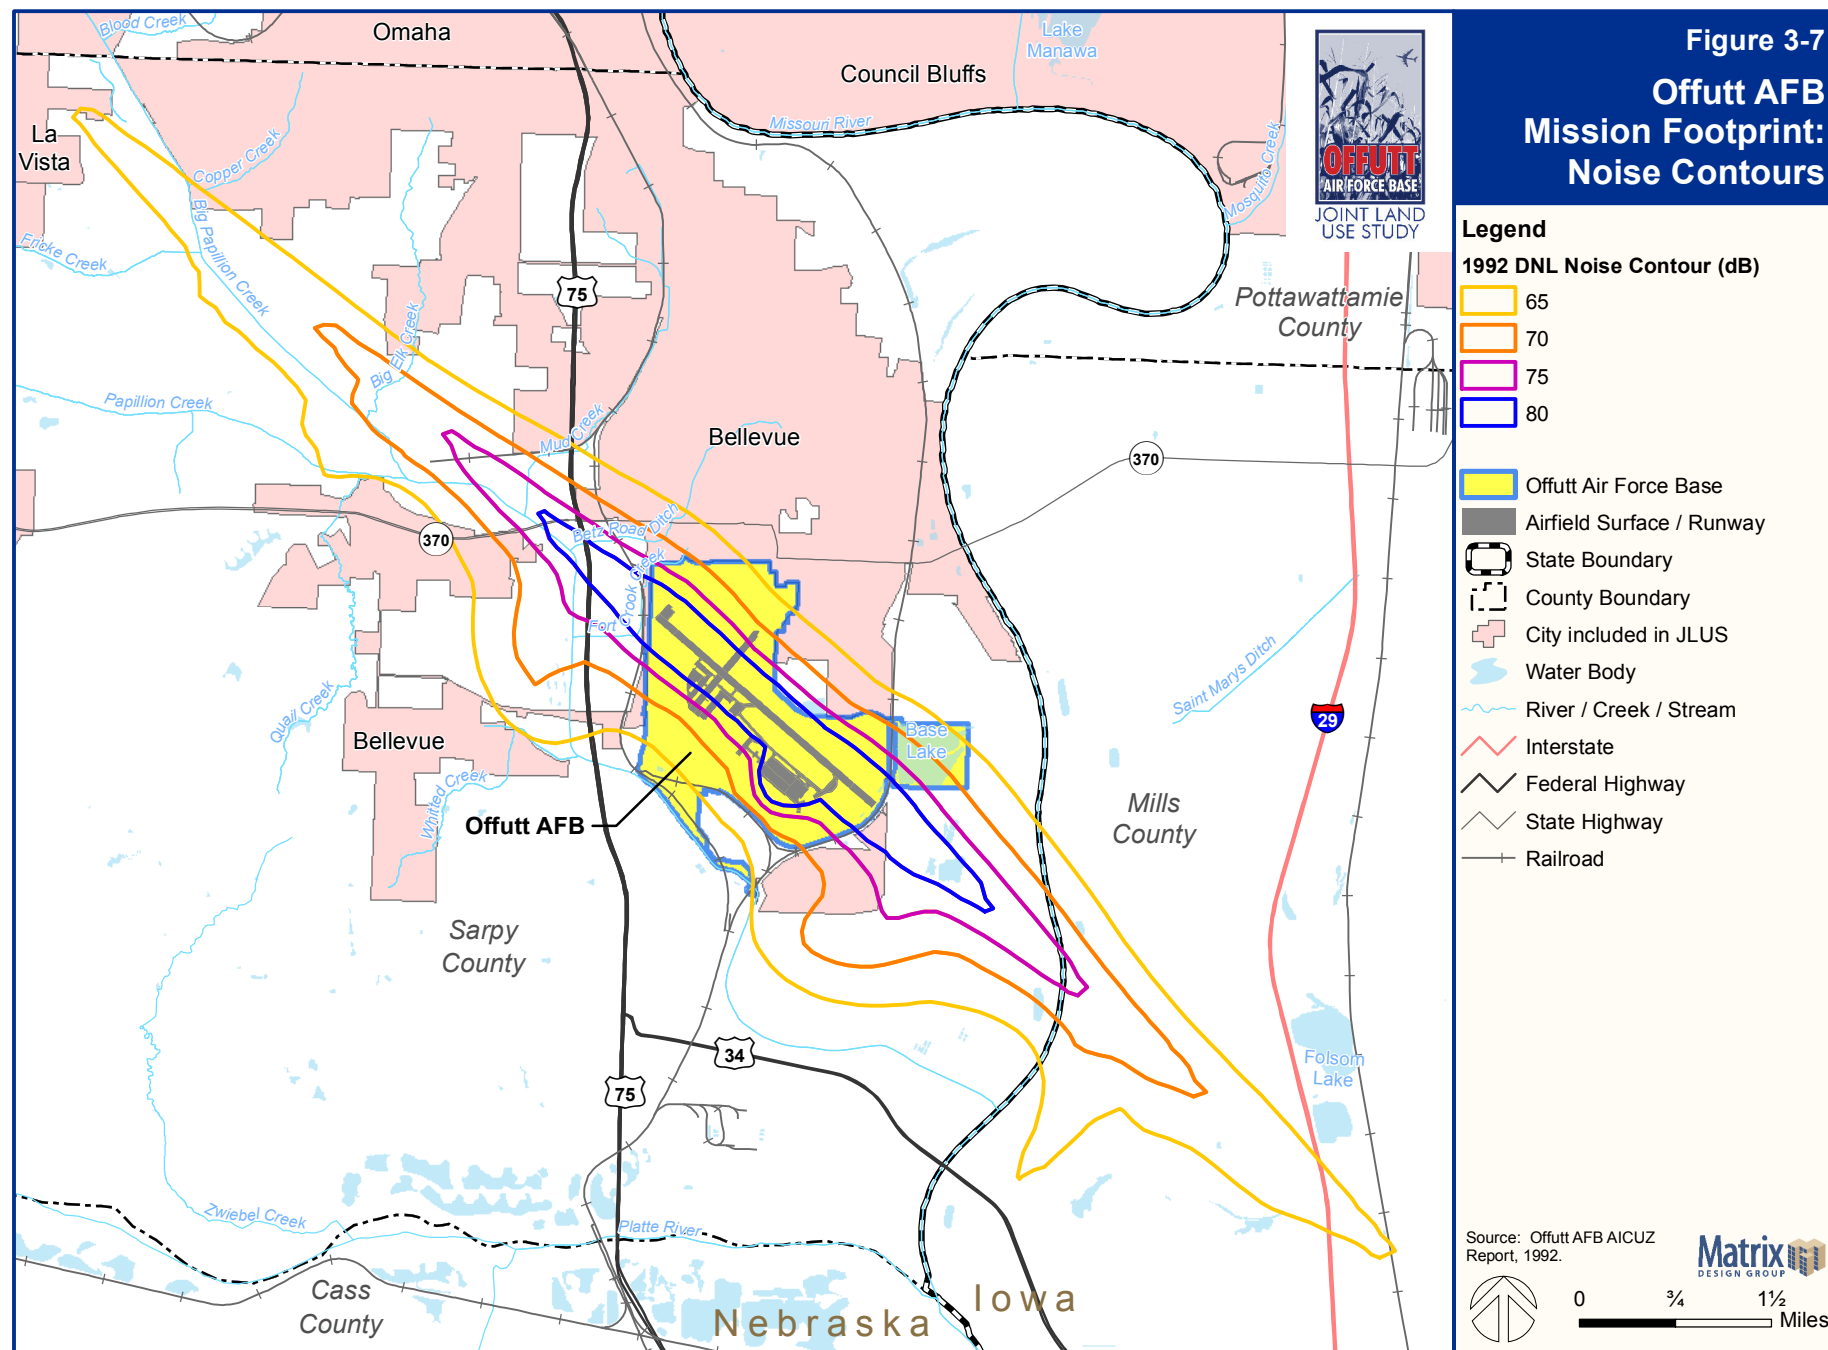 Figure 3-7
Offutt AFB
Mission Footprint:
Noise Contours
OFFUTT
AIR FORCE BASE
JOINT LAND
USE STUDY
Legend
1992 DNL Noise Contour (dB)
65
70
75
80
Offutt Air Force Base
Airfield Surface / Runway
State Boundary
County Boundary
City included in JLUS
Water Body
River / Creek / Stream
Interstate
Federal Highway
State Highway
Railroad
Source: Offutt AFB AICUZ
Report, 1992.
Matrix
DESIGN GROUP
0 ¾ 1½
Miles
Blood Creek
Omaha
Lake
Manawa
Council Bluffs
Missouri River
La
Vista
Copper Creek
Mosquito Creek
Big Papillion Creek
Fricke Creek
75
Pottawattamie
County
Big Elk Creek
Papillion Creek
Mud Creek
Bellevue
370
Betz Road Ditch
370
Fort Crook Creek
Saint Marys Ditch
Quail Creek
29
Bellevue
Base
Lake
Whitted Creek
Offutt AFB
Mills
County
Sarpy
County
34
Folsom
Lake
75
Zwiebel Creek
Platte River
Cass
County
Nebraska
Iowa